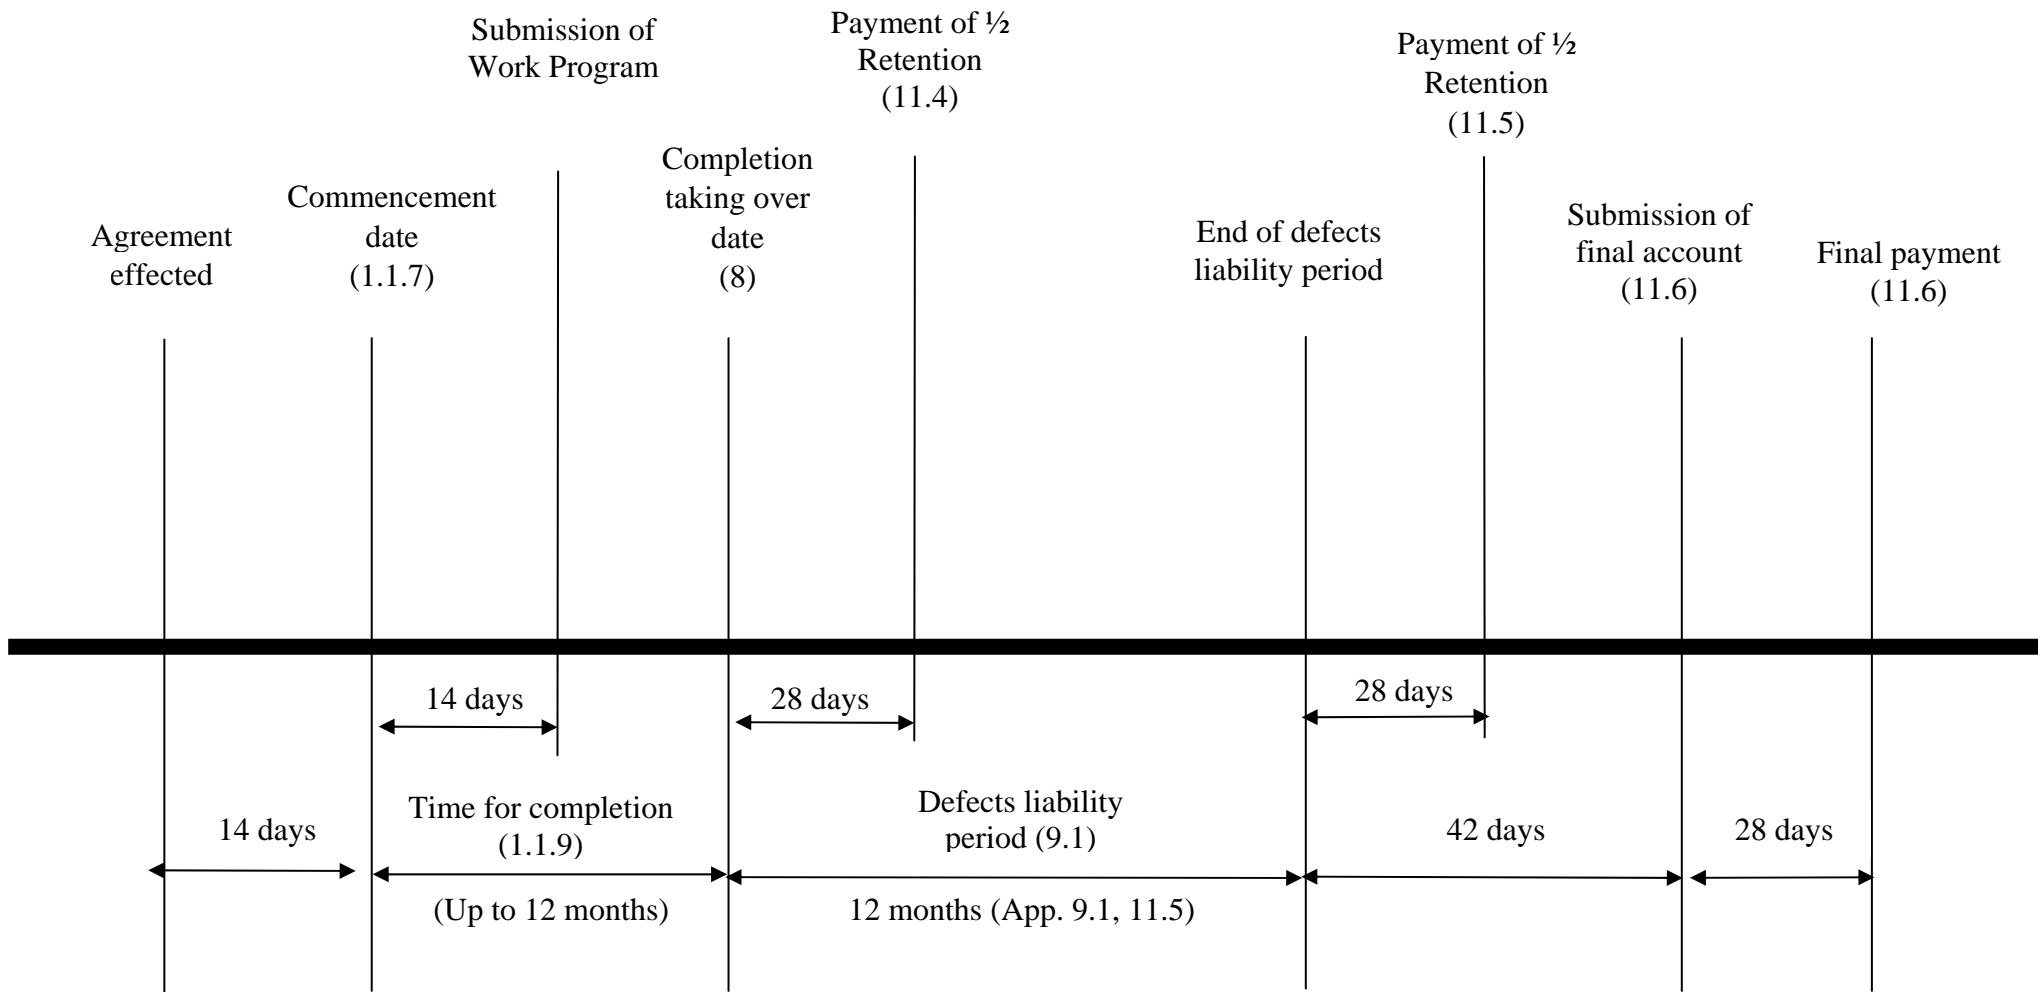 Submission of
Work Program
Payment of ½
Retention
(11.4)
Payment of ½
Retention
(11.5)
Agreement
effected
Commencement
date
(1.1.7)
Completion
taking over
date
(8)
End of defects
liability period
Submission of
final account
(11.6)
Final payment
(11.6)
14 days
28 days
28 days
14 days
Time for completion
(1.1.9)
(Up to 12 months)
Defects liability
period (9.1)
12 months (App. 9.1, 11.5)
42 days
28 days